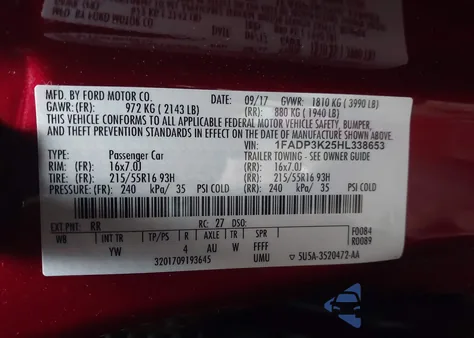 MFD. BY FORD MOTOR CO.   DATE: 09/17   GVWR: 1810 KG ( 3990 LB)
GAWR: (FR): 972 KG ( 2143 LB)   (RR): 880 KG ( 1940 LB)
THIS VEHICLE CONFORMS TO ALL APPLICABLE FEDERAL MOTOR VEHICLE SAFETY, BUMPER,
AND THEFT PREVENTION STANDARDS IN EFFECT ON THE DATE OF MANUFACTURE SHOWN ABOVE.
VIN: 1FADP3K25HL338653
TYPE: Passenger Car   TRAILER TOWING - SEE OWNER GUIDE
RIM: (FR) 16x7.0J   (RR): 16x7.0J
TIRE: (FR) 215/55R16 93H   (RR): 215/55R16 93H
PRESSURE: (FR): 240 kPa/ 35 PSI COLD   (RR): 240 kPa/ 35 PSI COLD
EXT PNT: RR   RC: 27 DSO:   F0084
WB INT TR TP/PS R AXLE TR SPR   R0089
YW 4 AU W FFFF
3201709193645   UMU   5U5A-3520472-AA